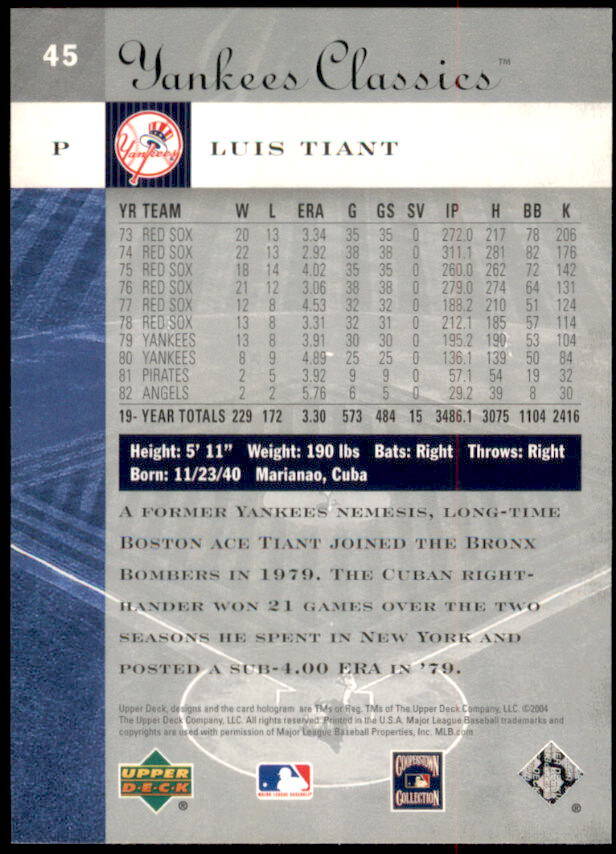 45
Yankees Classics™
P
Yankees
LUIS TIANT
YR TEAM W L ERA G GS SV IP H BB K
73 RED SOX 20 13 3.34 35 35 0 272.0 217 78 206
74 RED SOX 22 13 2.92 38 38 0 311.1 281 82 176
75 RED SOX 18 14 4.02 35 35 0 260.0 262 72 142
76 RED SOX 21 12 3.06 38 38 0 279.0 274 64 131
77 RED SOX 12 8 4.53 32 32 0 188.2 210 51 124
78 RED SOX 13 8 3.31 32 31 0 212.1 185 57 114
79 YANKEES 13 8 3.91 30 30 0 195.2 190 53 104
80 YANKEES 8 9 4.89 25 25 0 136.1 139 50 84
81 PIRATES 2 5 3.92 9 9 0 57.1 54 19 32
82 ANGELS 2 2 5.76 6 5 0 29.2 39 8 30
19- YEAR TOTALS 229 172 3.30 573 484 15 3486.1 3075 1104 2416
Height: 5' 11" Weight: 190 lbs Bats: Right Throws: Right
Born: 11/23/40 Marianao, Cuba
A FORMER YANKEES NEMESIS, LONG-TIME
BOSTON ACE TIANT JOINED THE BRONX
BOMBERS IN 1979. THE CUBAN RIGHT-
HANDER WON 21 GAMES OVER THE TWO
SEASONS HE SPENT IN NEW YORK AND
POSTED A SUB-4.00 ERA IN '79.
Upper Deck, designs and the card hologram are TMs or Reg. TMs of The Upper Deck Company, LLC. ©2004
The Upper Deck Company, LLC. All rights reserved. Printed in the U.S.A. Major League Baseball trademarks and
copyrights are used with permission of Major League Baseball Properties, Inc. MLB.com
UPPER
DECK
®
MAJOR LEAGUE BASEBALL
COOPERSTOWN
COLLECTION
®